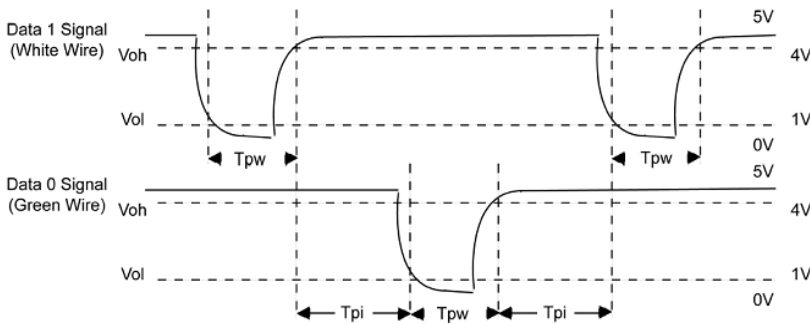 Data 1 Signal
(White Wire)
Voh
Vol
5V
4V
1V
0V
Tpw
Tpw
Data 0 Signal
(Green Wire)
Voh
Vol
5V
4V
1V
0V
Tpi
Tpw
Tpi